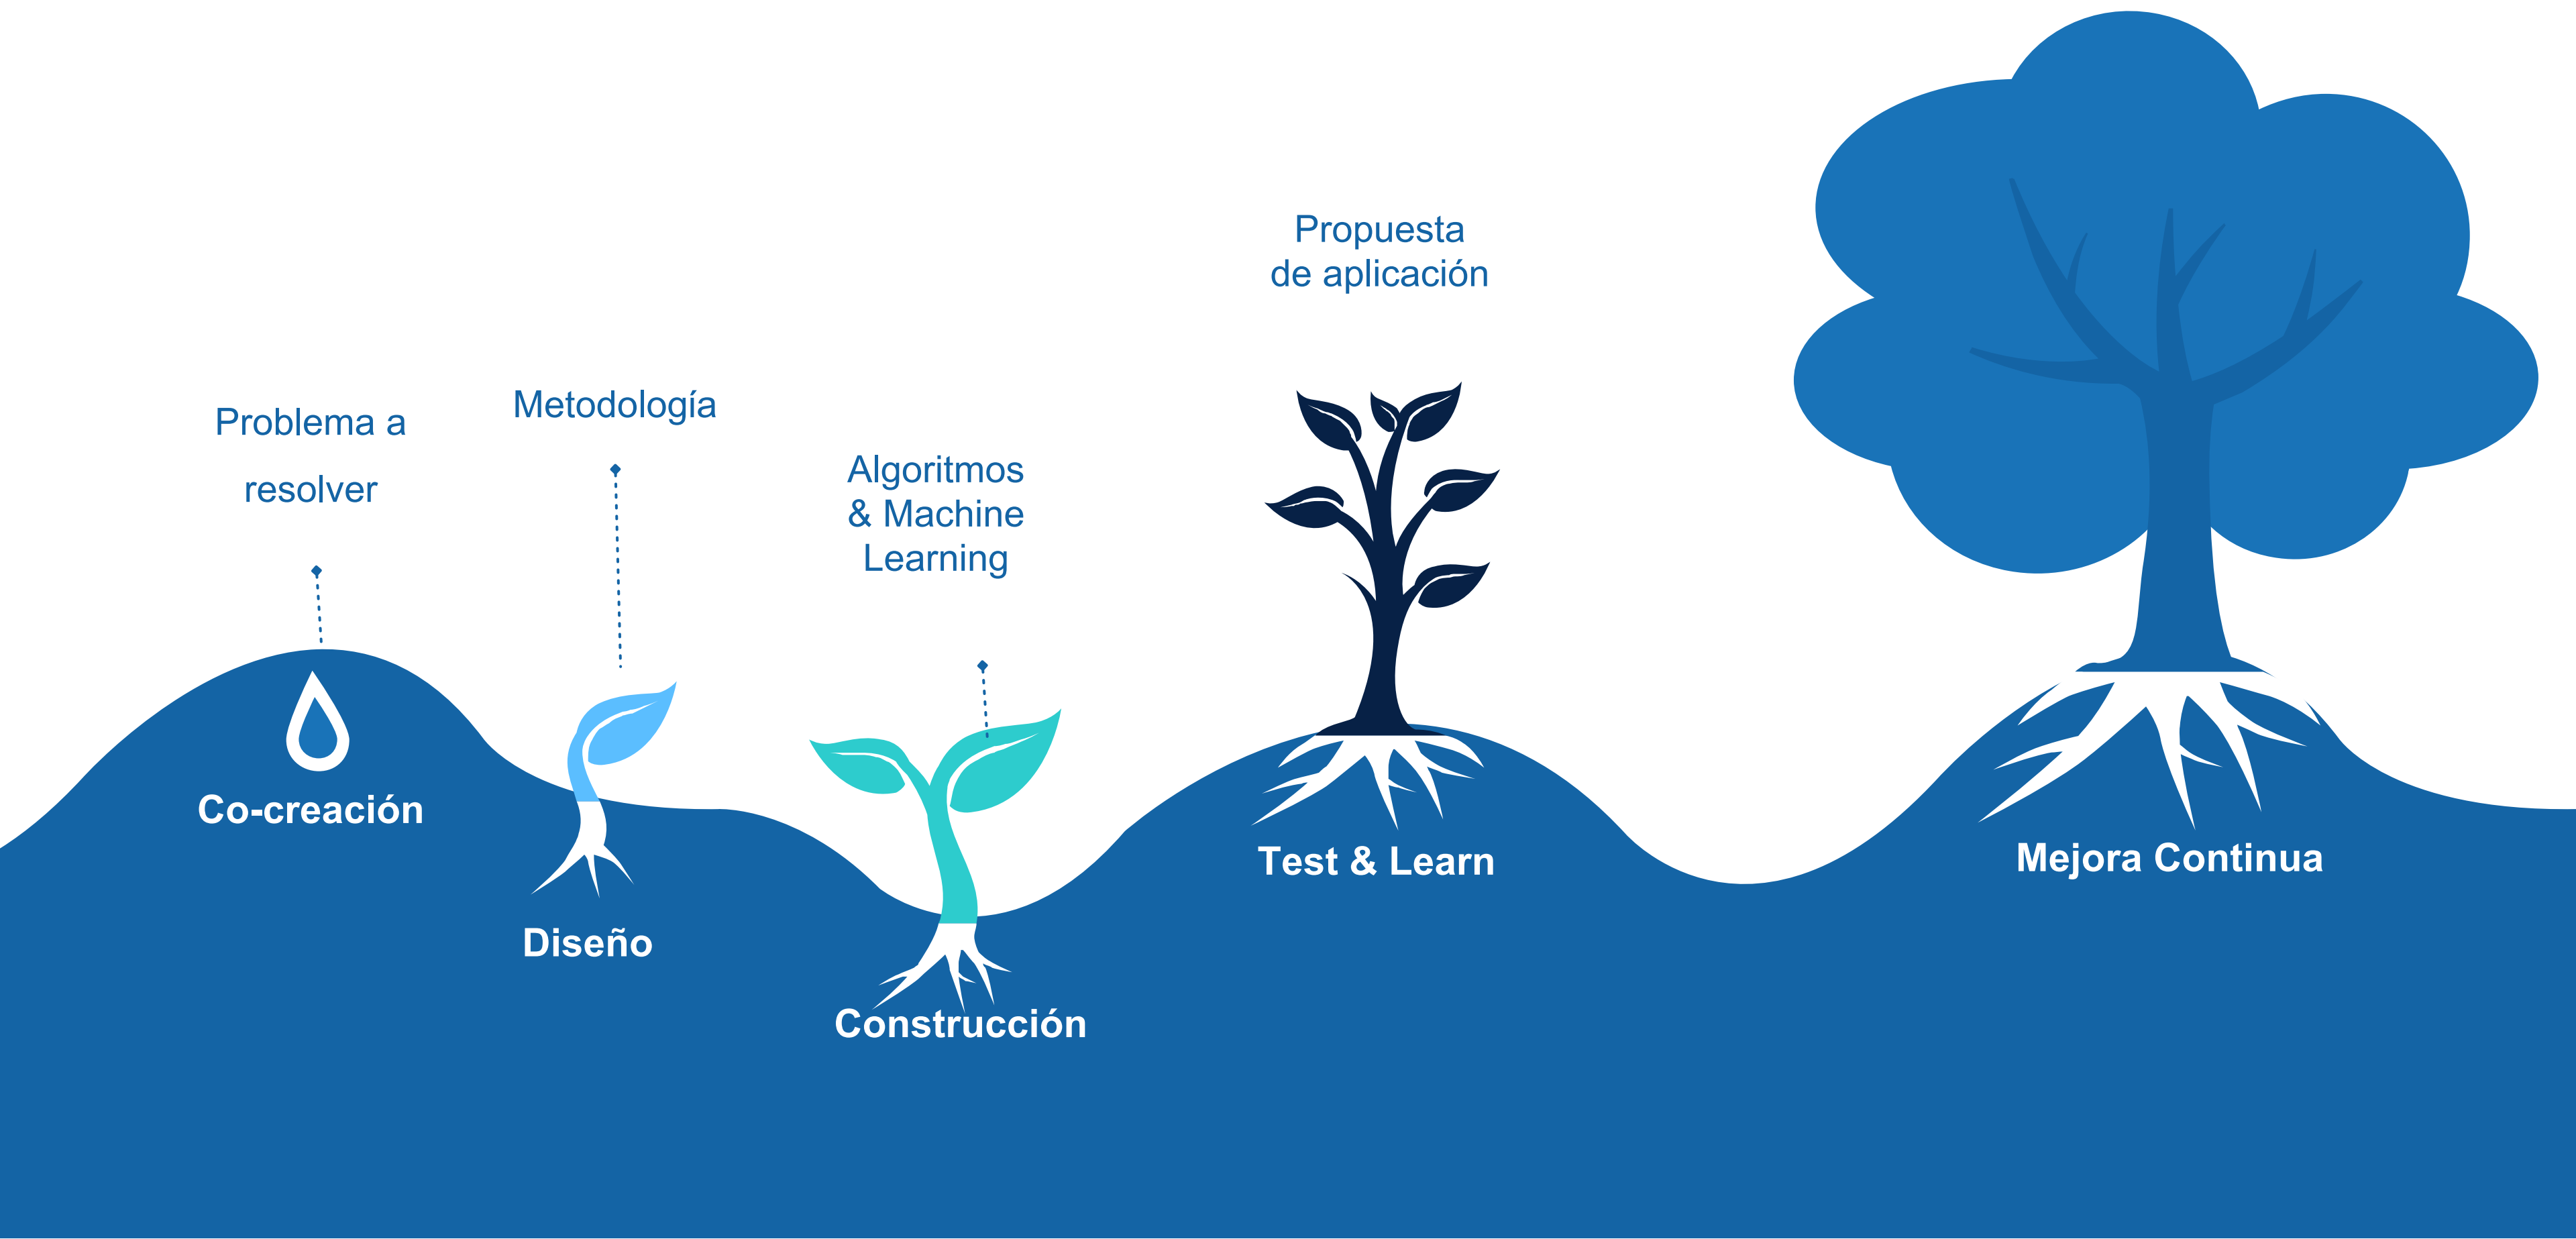 Problema a
resolver
Co-creación
Metodología
Diseño
Algoritmos
& Machine
Learning
Construcción
Propuesta
de aplicación
Test & Learn
Mejora Continua